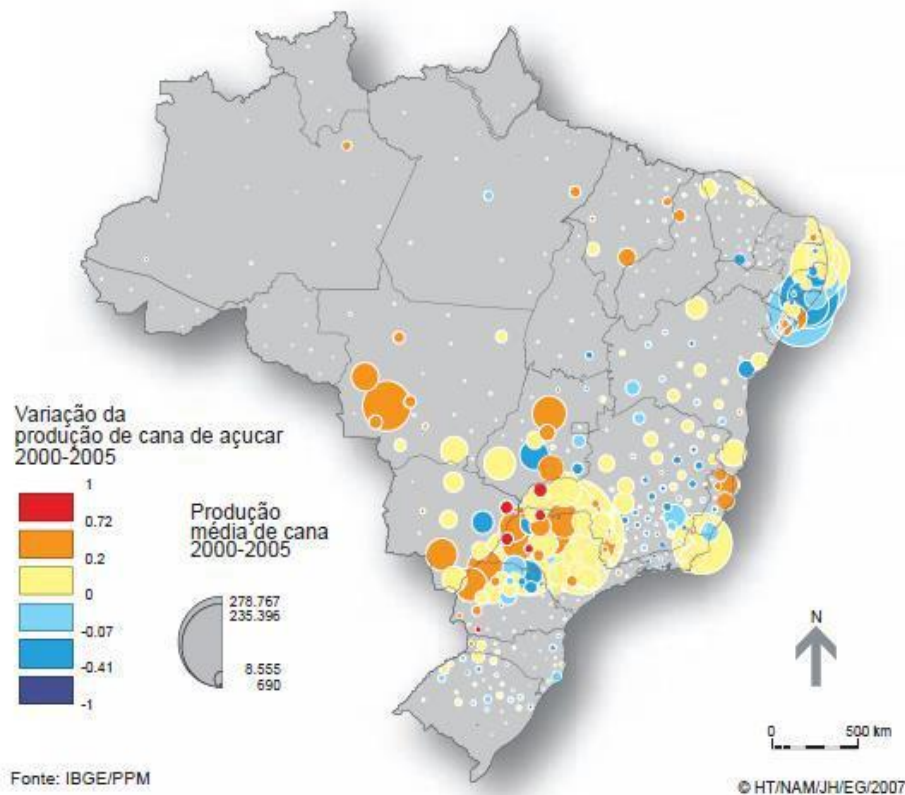 Variação da
produção de cana de açucar
2000-2005
1
0.72
0.2
0
-0.07
-0.41
-1
Produção
média de cana
2000-2005
278.767
235.396
8.555
690
N
0 500 km
Fonte: IBGE/PPM
© HT/NAM/JH/EG/2007